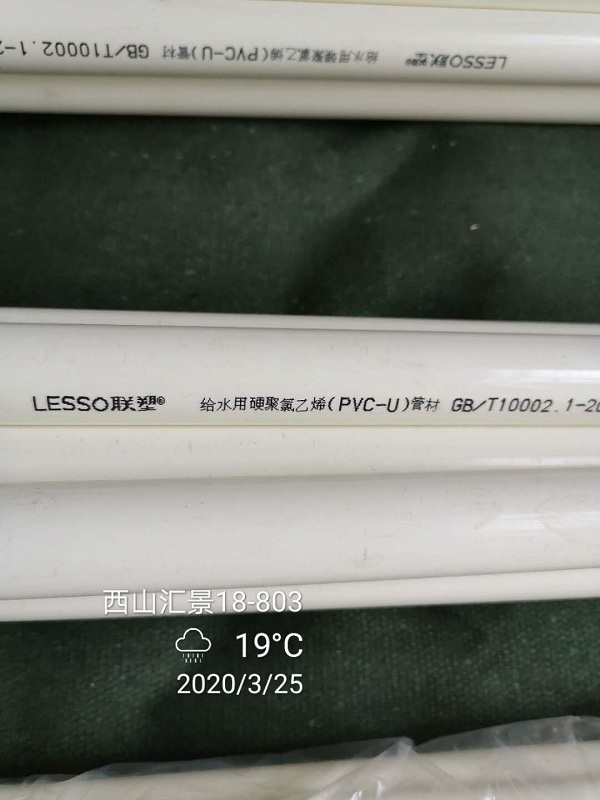 LESSO联塑® 给水用硬聚氯乙烯(PVC-U)管材 GB/T10002.1-2
LESSO联塑® 给水用硬聚氯乙烯(PVC-U)管材 GB/T10002.1-20
西山汇景18-803
19°C
2020/3/25